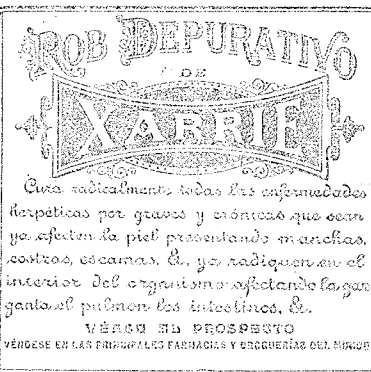 ROB DEPURATIVO
DE
XARRIE
Cura radicalmente todas las enfermedades
herpéticas por graves y crónicas que sean
ya afecten la piel presentando manchas,
costras, escamas, &, ya radiquen en el
interior del organismo afectando la gar
ganta, el pulmon los intestinos, &.
VÉASE EL PROSPECTO
VÉNDESE EN LAS PRINCIPALES FARMACIAS Y DROGUERÍAS DEL MUNDO